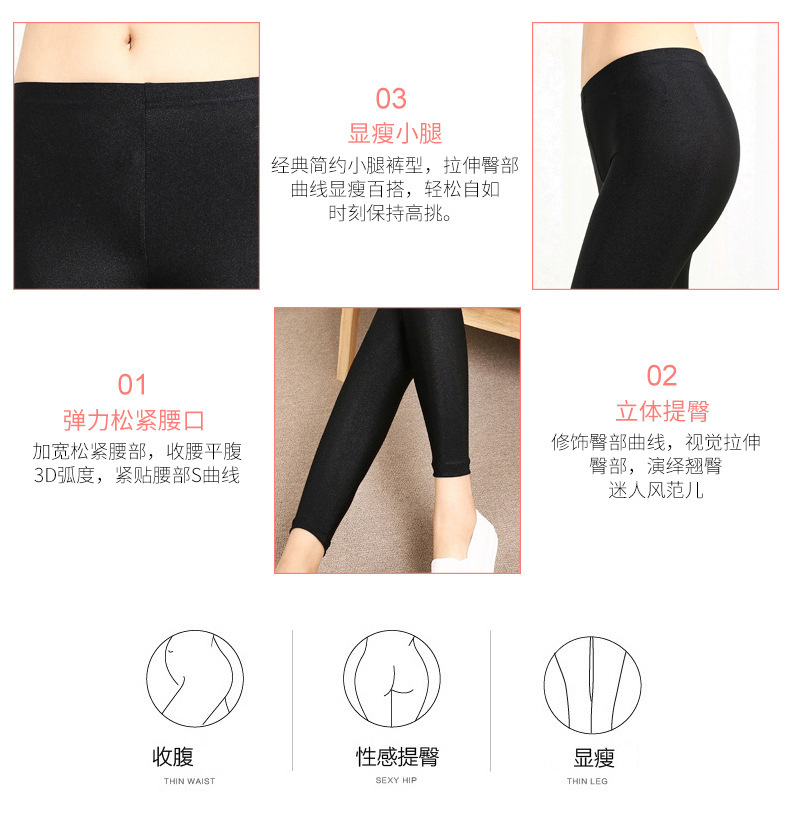 03
显瘦小腿
经典简约小腿裤型，拉伸臀部
曲线显瘦百搭，轻松自如
时刻保持高挑。
01
弹力松紧腰口
加宽松紧腰部，收腰平腹
3D弧度，紧贴腰部S曲线
02
立体提臀
修饰臀部曲线，视觉拉伸
臀部，演绎翘臀
迷人风范儿
收腹
THIN WAIST
性感提臀
SEXY HIP
显瘦
THIN LEG